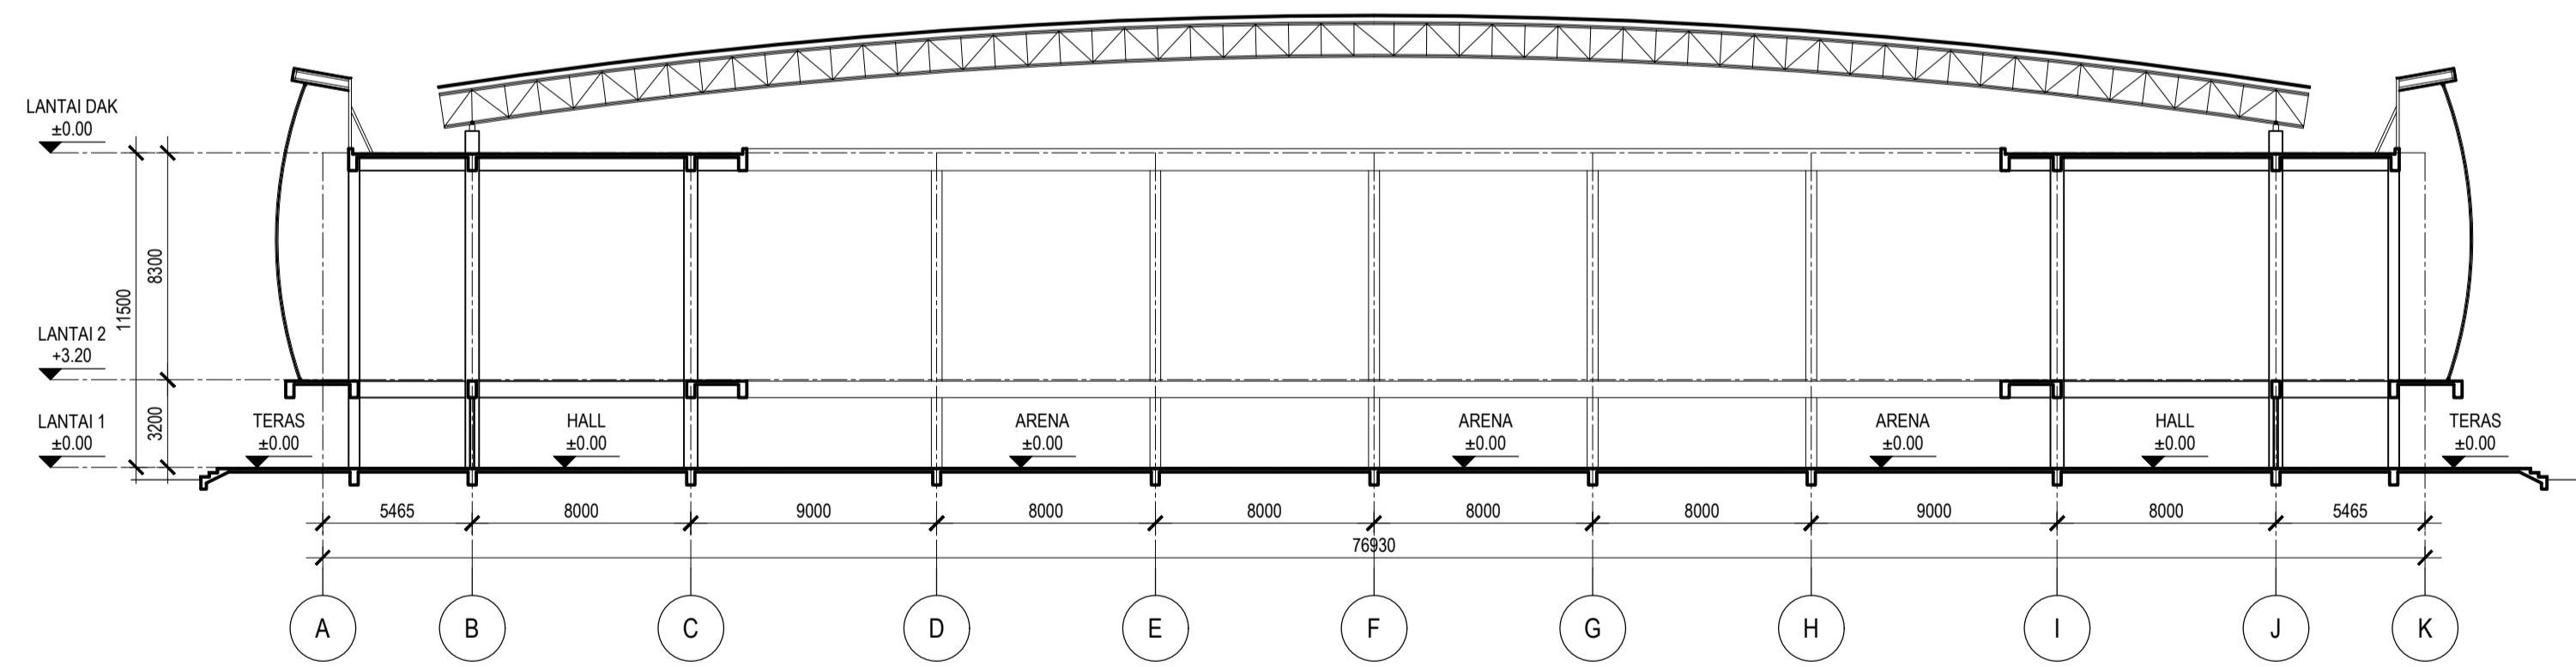 LANTAI DAK
±0.00
8300
11500
LANTAI 2
+3.20
LANTAI 1
±0.00
3200
TERAS
±0.00
HALL
±0.00
ARENA
±0.00
ARENA
±0.00
ARENA
±0.00
HALL
±0.00
TERAS
±0.00
5465 8000 9000 8000 8000 8000 8000 9000 8000 5465
76930
A B C D E F G H I J K